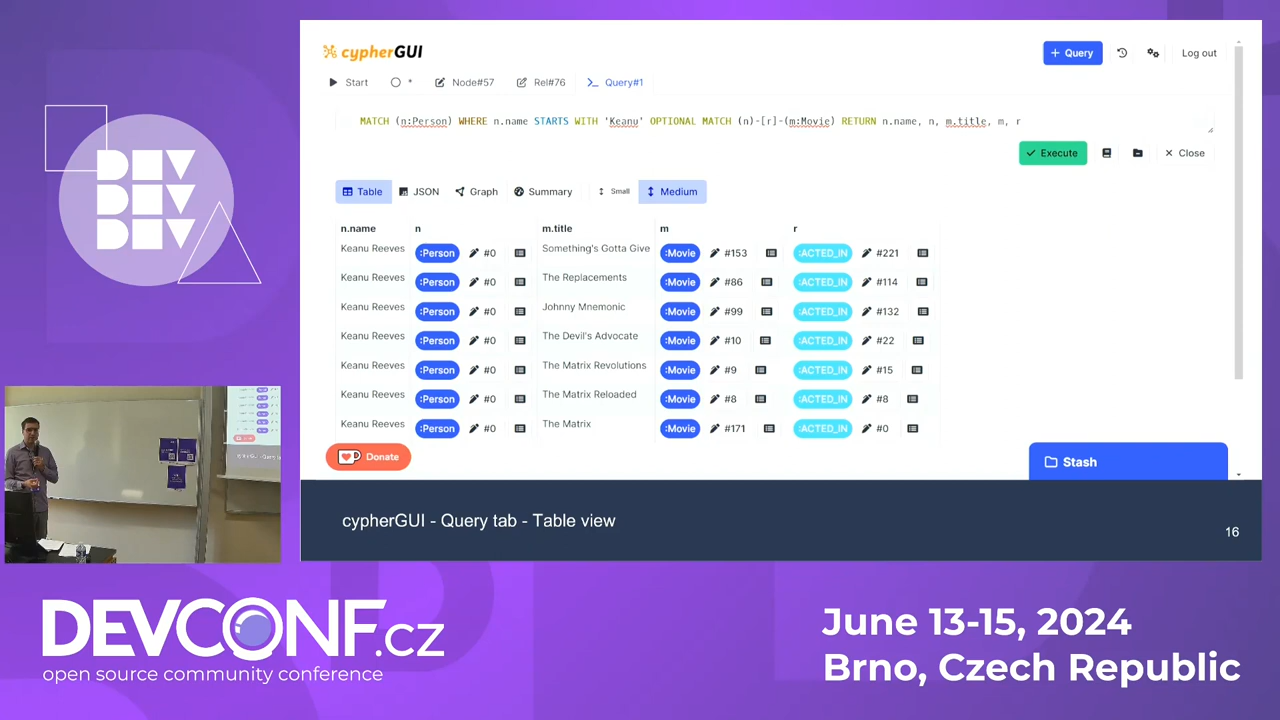 cypherGUI
+ Query
Log out
Start
*
Node#57
Rel#76
Query#1
MATCH (n:Person) WHERE n.name STARTS WITH 'Keanu' OPTIONAL MATCH (n)-[r]-(m:Movie) RETURN n.name, n, m.title, m, r
Execute
Close
Table
JSON
Graph
Summary
Small
Medium
n.name n m.title m r
Keanu Reeves :Person #0 Something's Gotta Give :Movie #153 :ACTED_IN #221
Keanu Reeves :Person #0 The Replacements :Movie #86 :ACTED_IN #114
Keanu Reeves :Person #0 Johnny Mnemonic :Movie #99 :ACTED_IN #132
Keanu Reeves :Person #0 The Devil's Advocate :Movie #10 :ACTED_IN #22
Keanu Reeves :Person #0 The Matrix Revolutions :Movie #9 :ACTED_IN #15
Keanu Reeves :Person #0 The Matrix Reloaded :Movie #8 :ACTED_IN #8
Keanu Reeves :Person #0 The Matrix :Movie #171 :ACTED_IN #0
Donate
Stash
cypherGUI - Query tab - Table view
16
DEV
DEV
DEV
DEVCONF.cz
open source community conference
June 13-15, 2024
Brno, Czech Republic